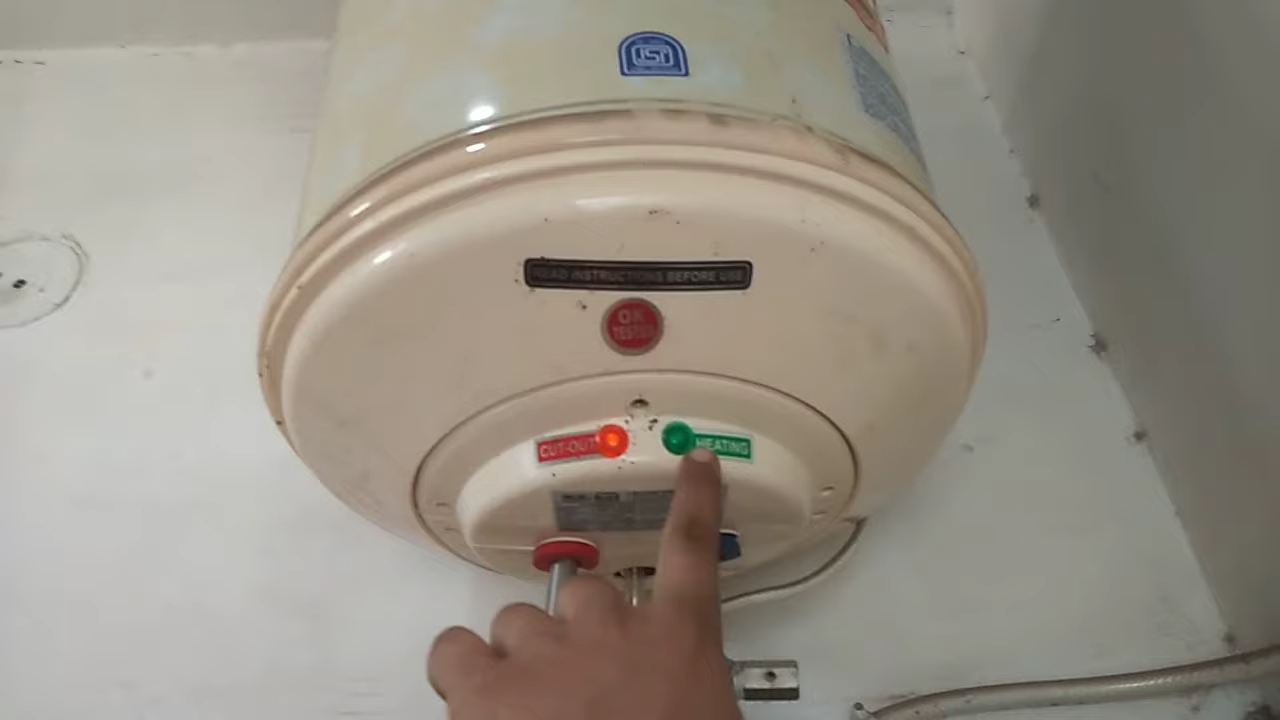 ISI
READ INSTRUCTIONS BEFORE USE
OK
TESTED
CUT-OUT
HEATING